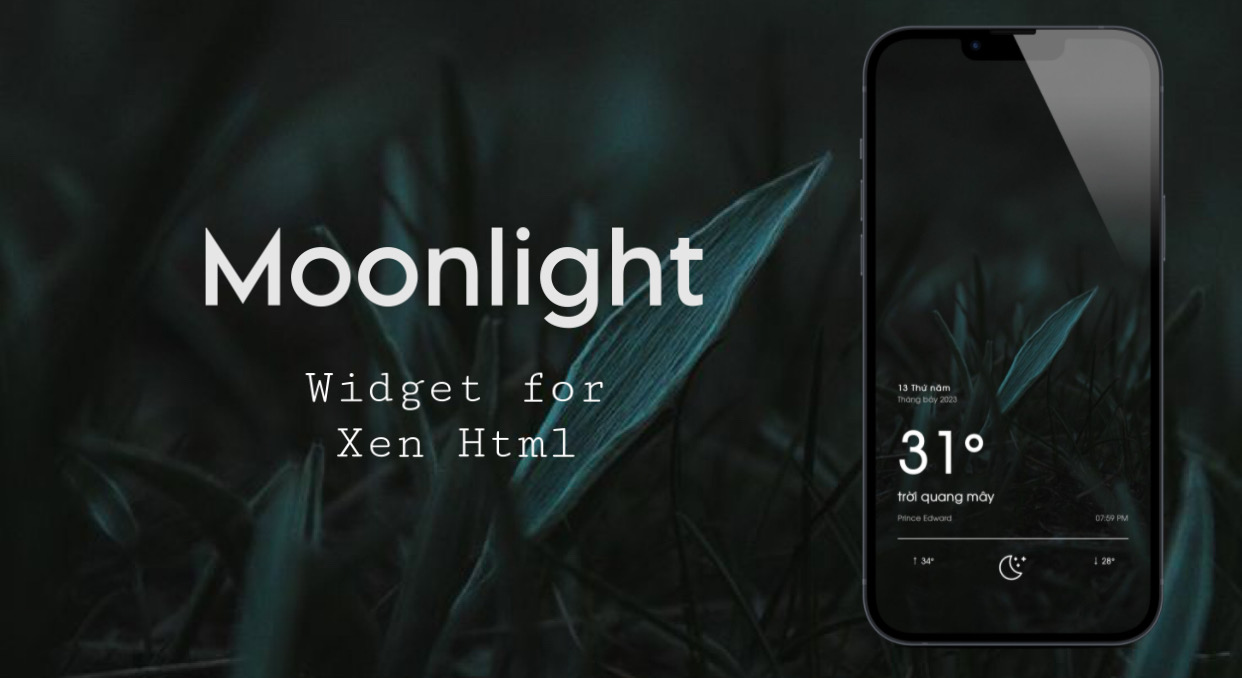 Moonlight
Widget for
Xen Html
13 Thứ năm
Tháng bảy 2023
31°
trời quang mây
Prince Edward
07:59 PM
↑ 34°
↓ 28°